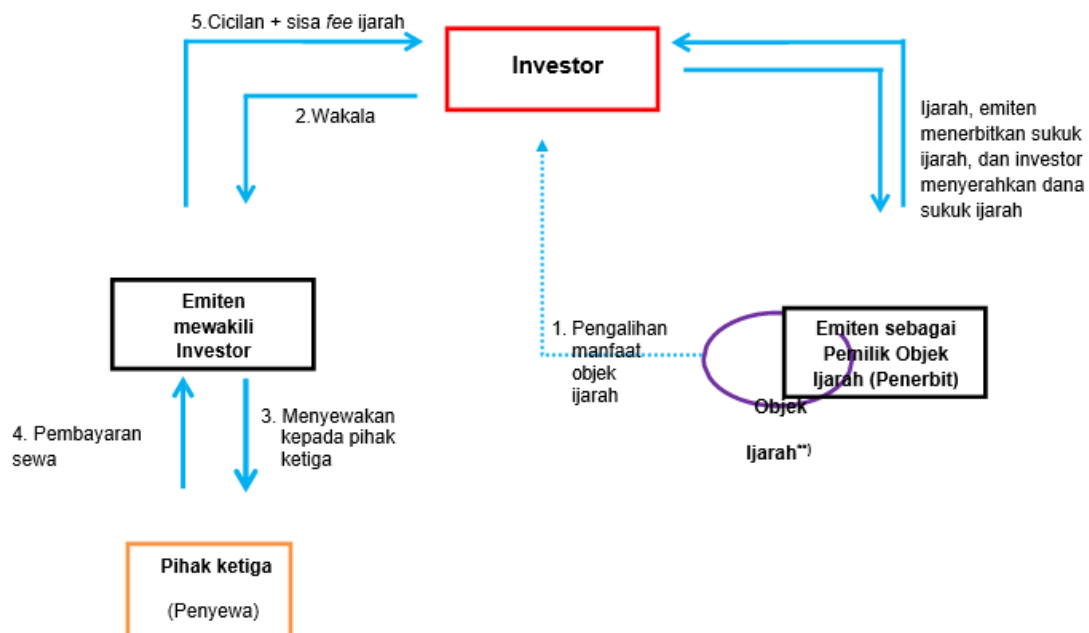 5.Cicilan + sisa fee ijarah
Investor
2.Wakala
Ijarah, emiten
menerbitkan sukuk
ijarah, dan investor
menyerahkan dana
sukuk ijarah
Emiten
mewakili
Investor
1. Pengalihan
manfaat
objek
ijarah
Emiten sebagai
Pemilik Objek
Ijarah (Penerbit)
Objek
Ijarah**)
4. Pembayaran
sewa
3. Menyewakan
kepada pihak
ketiga
Pihak ketiga
(Penyewa)